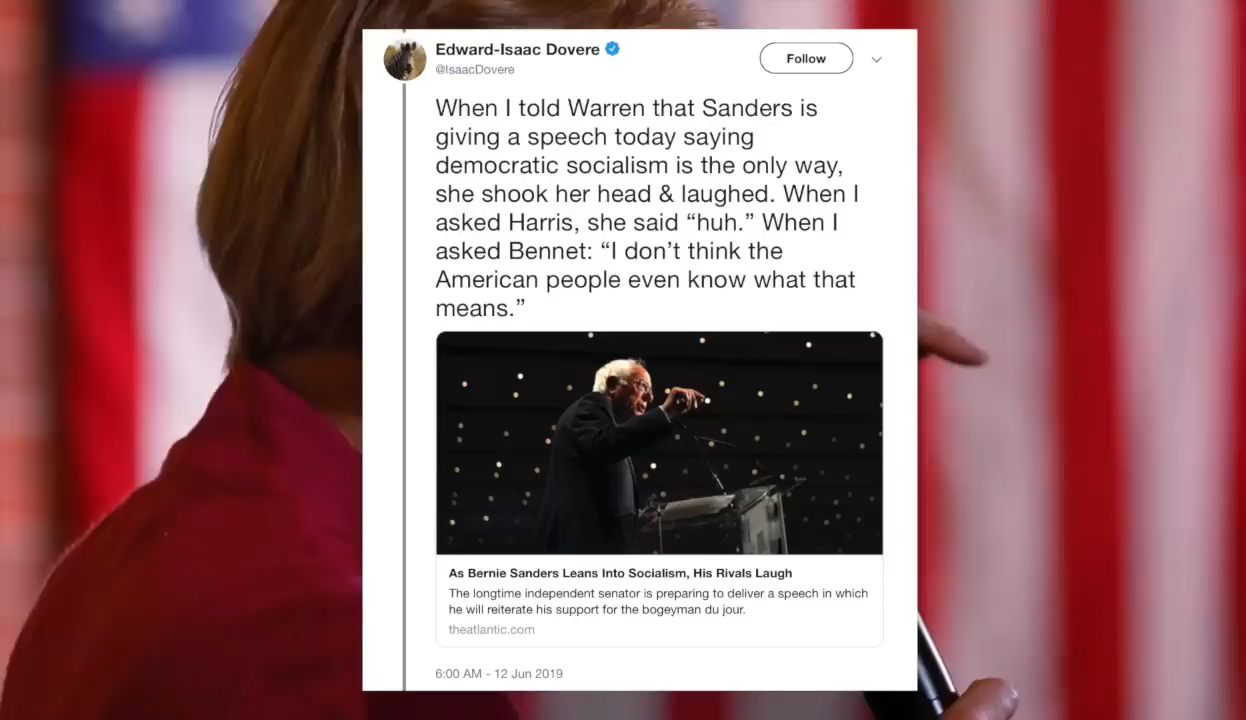 Edward-Isaac Dovere
Follow
@IsaacDovere
When I told Warren that Sanders is
giving a speech today saying
democratic socialism is the only way,
she shook her head & laughed. When I
asked Harris, she said “huh.” When I
asked Bennet: “I don’t think the
American people even know what that
means.”
As Bernie Sanders Leans Into Socialism, His Rivals Laugh
The longtime independent senator is preparing to deliver a speech in which
he will reiterate his support for the bogeyman du jour.
theatlantic.com
6:00 AM - 12 Jun 2019